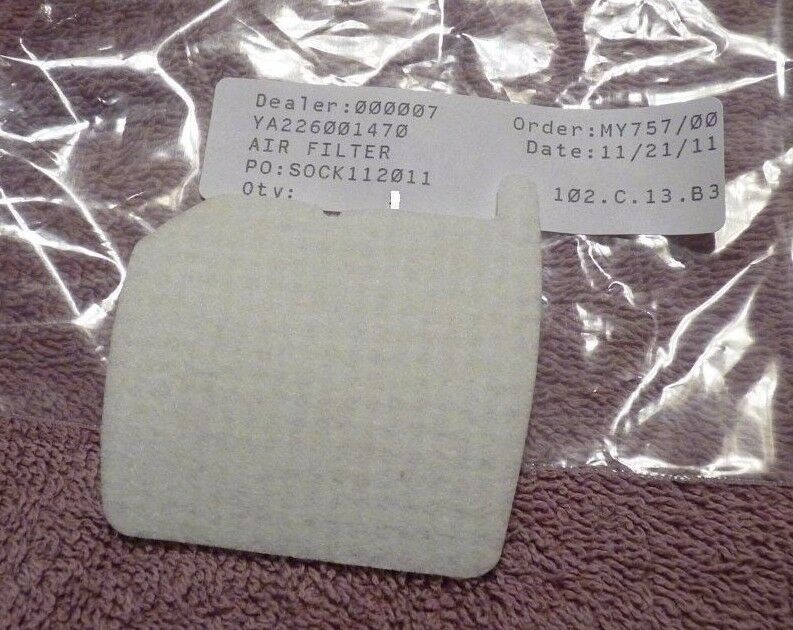 Dealer:000007
YA226001470
AIR FILTER
PO:SOCK112011
Qty:
Order:MY757/00
Date:11/21/11
102.C.13.B3